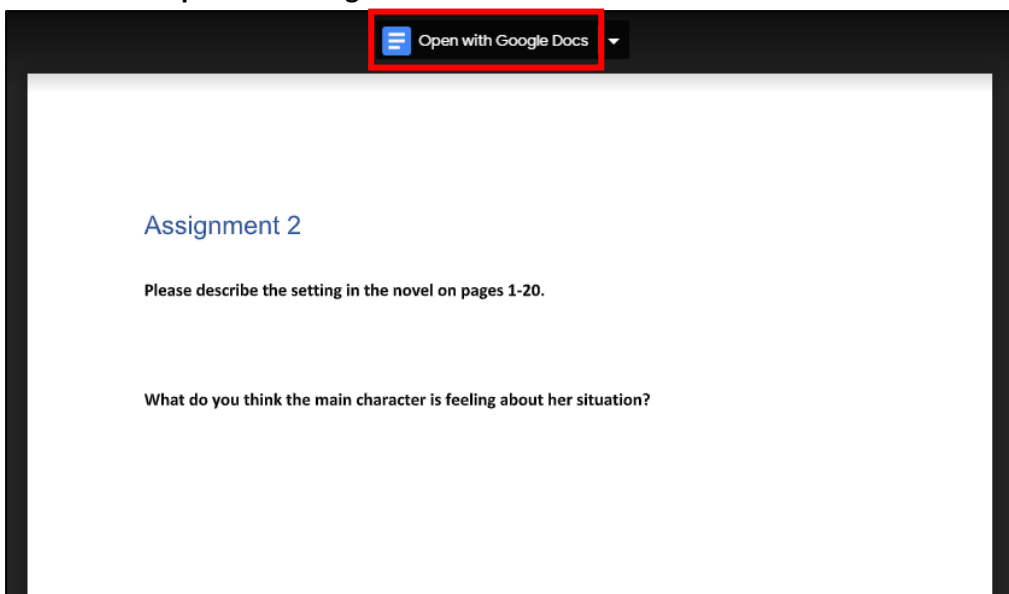 Open with Google Docs
Assignment 2
Please describe the setting in the novel on pages 1-20.
What do you think the main character is feeling about her situation?